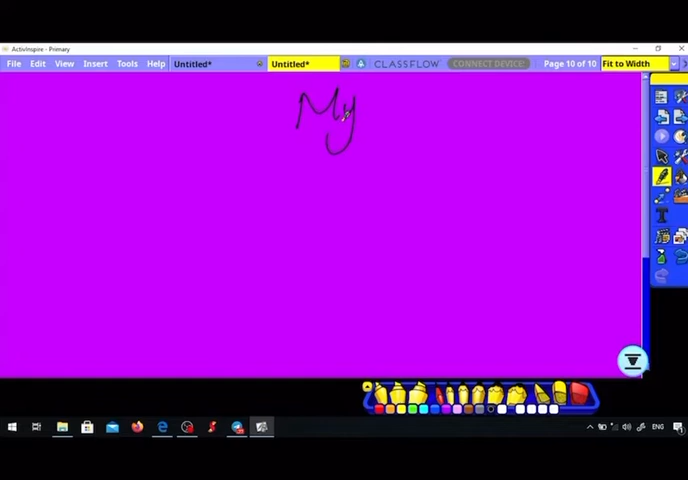 ActivInspire - Primary
File Edit View Insert Tools Help Untitled* Untitled* CLASSFLOW CONNECT DEVICE Page 10 of 10 Fit to Width
My
T
ENG